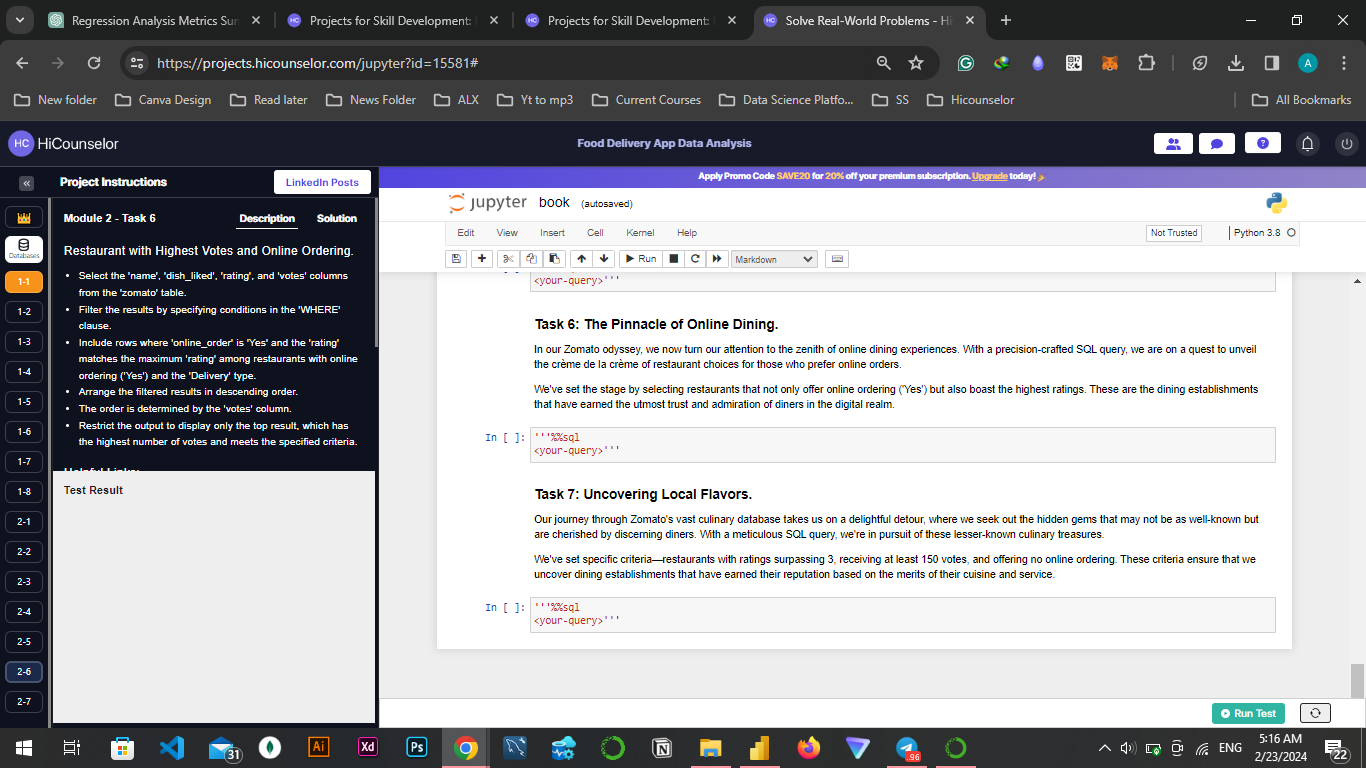 Regression Analysis Metrics Sur
Projects for Skill Development:
Projects for Skill Development:
Solve Real-World Problems - Hi
https://projects.hicounselor.com/jupyter?id=15581#
A
New folder
Canva Design
Read later
News Folder
ALX
Yt to mp3
Current Courses
Data Science Platfo...
SS
Hicounselor
All Bookmarks
HC HiCounselor
Food Delivery App Data Analysis
Project Instructions
LinkedIn Posts
Apply Promo Code SAVE20 for 20% off your premium subscription. Upgrade today!
Databases
1-1
1-2
1-3
1-4
1-5
1-6
1-7
1-8
2-1
2-2
2-3
2-4
2-5
2-6
2-7
Module 2 - Task 6
Description
Solution
Restaurant with Highest Votes and Online Ordering.
• Select the 'name', 'dish_liked', 'rating', and 'votes' columns
from the 'zomato' table.
• Filter the results by specifying conditions in the 'WHERE'
clause.
• Include rows where 'online_order' is 'Yes' and the 'rating'
matches the maximum 'rating' among restaurants with online
ordering ('Yes') and the 'Delivery' type.
• Arrange the filtered results in descending order.
• The order is determined by the 'votes' column.
• Restrict the output to display only the top result, which has
the highest number of votes and meets the specified criteria.
Helpful Links:
Test Result
jupyter book (autosaved)
Edit View Insert Cell Kernel Help
Not Trusted
Python 3.8
Run
Markdown
<your-query>'''
Task 6: The Pinnacle of Online Dining.
In our Zomato odyssey, we now turn our attention to the zenith of online dining experiences. With a precision-crafted SQL query, we are on a quest to unveil
the crème de la crème of restaurant choices for those who prefer online orders.
We've set the stage by selecting restaurants that not only offer online ordering ('Yes') but also boast the highest ratings. These are the dining establishments
that have earned the utmost trust and admiration of diners in the digital realm.
In [ ]: '''%%sql
<your-query>'''
Task 7: Uncovering Local Flavors.
Our journey through Zomato's vast culinary database takes us on a delightful detour, where we seek out the hidden gems that may not be as well-known but
are cherished by discerning diners. With a meticulous SQL query, we're in pursuit of these lesser-known culinary treasures.
We've set specific criteria—restaurants with ratings surpassing 3, receiving at least 150 votes, and offering no online ordering. These criteria ensure that we
uncover dining establishments that have earned their reputation based on the merits of their cuisine and service.
In [ ]: '''%%sql
<your-query>'''
Run Test
31
Ai
Xd
Ps
96
ENG
5:16 AM
2/23/2024
22